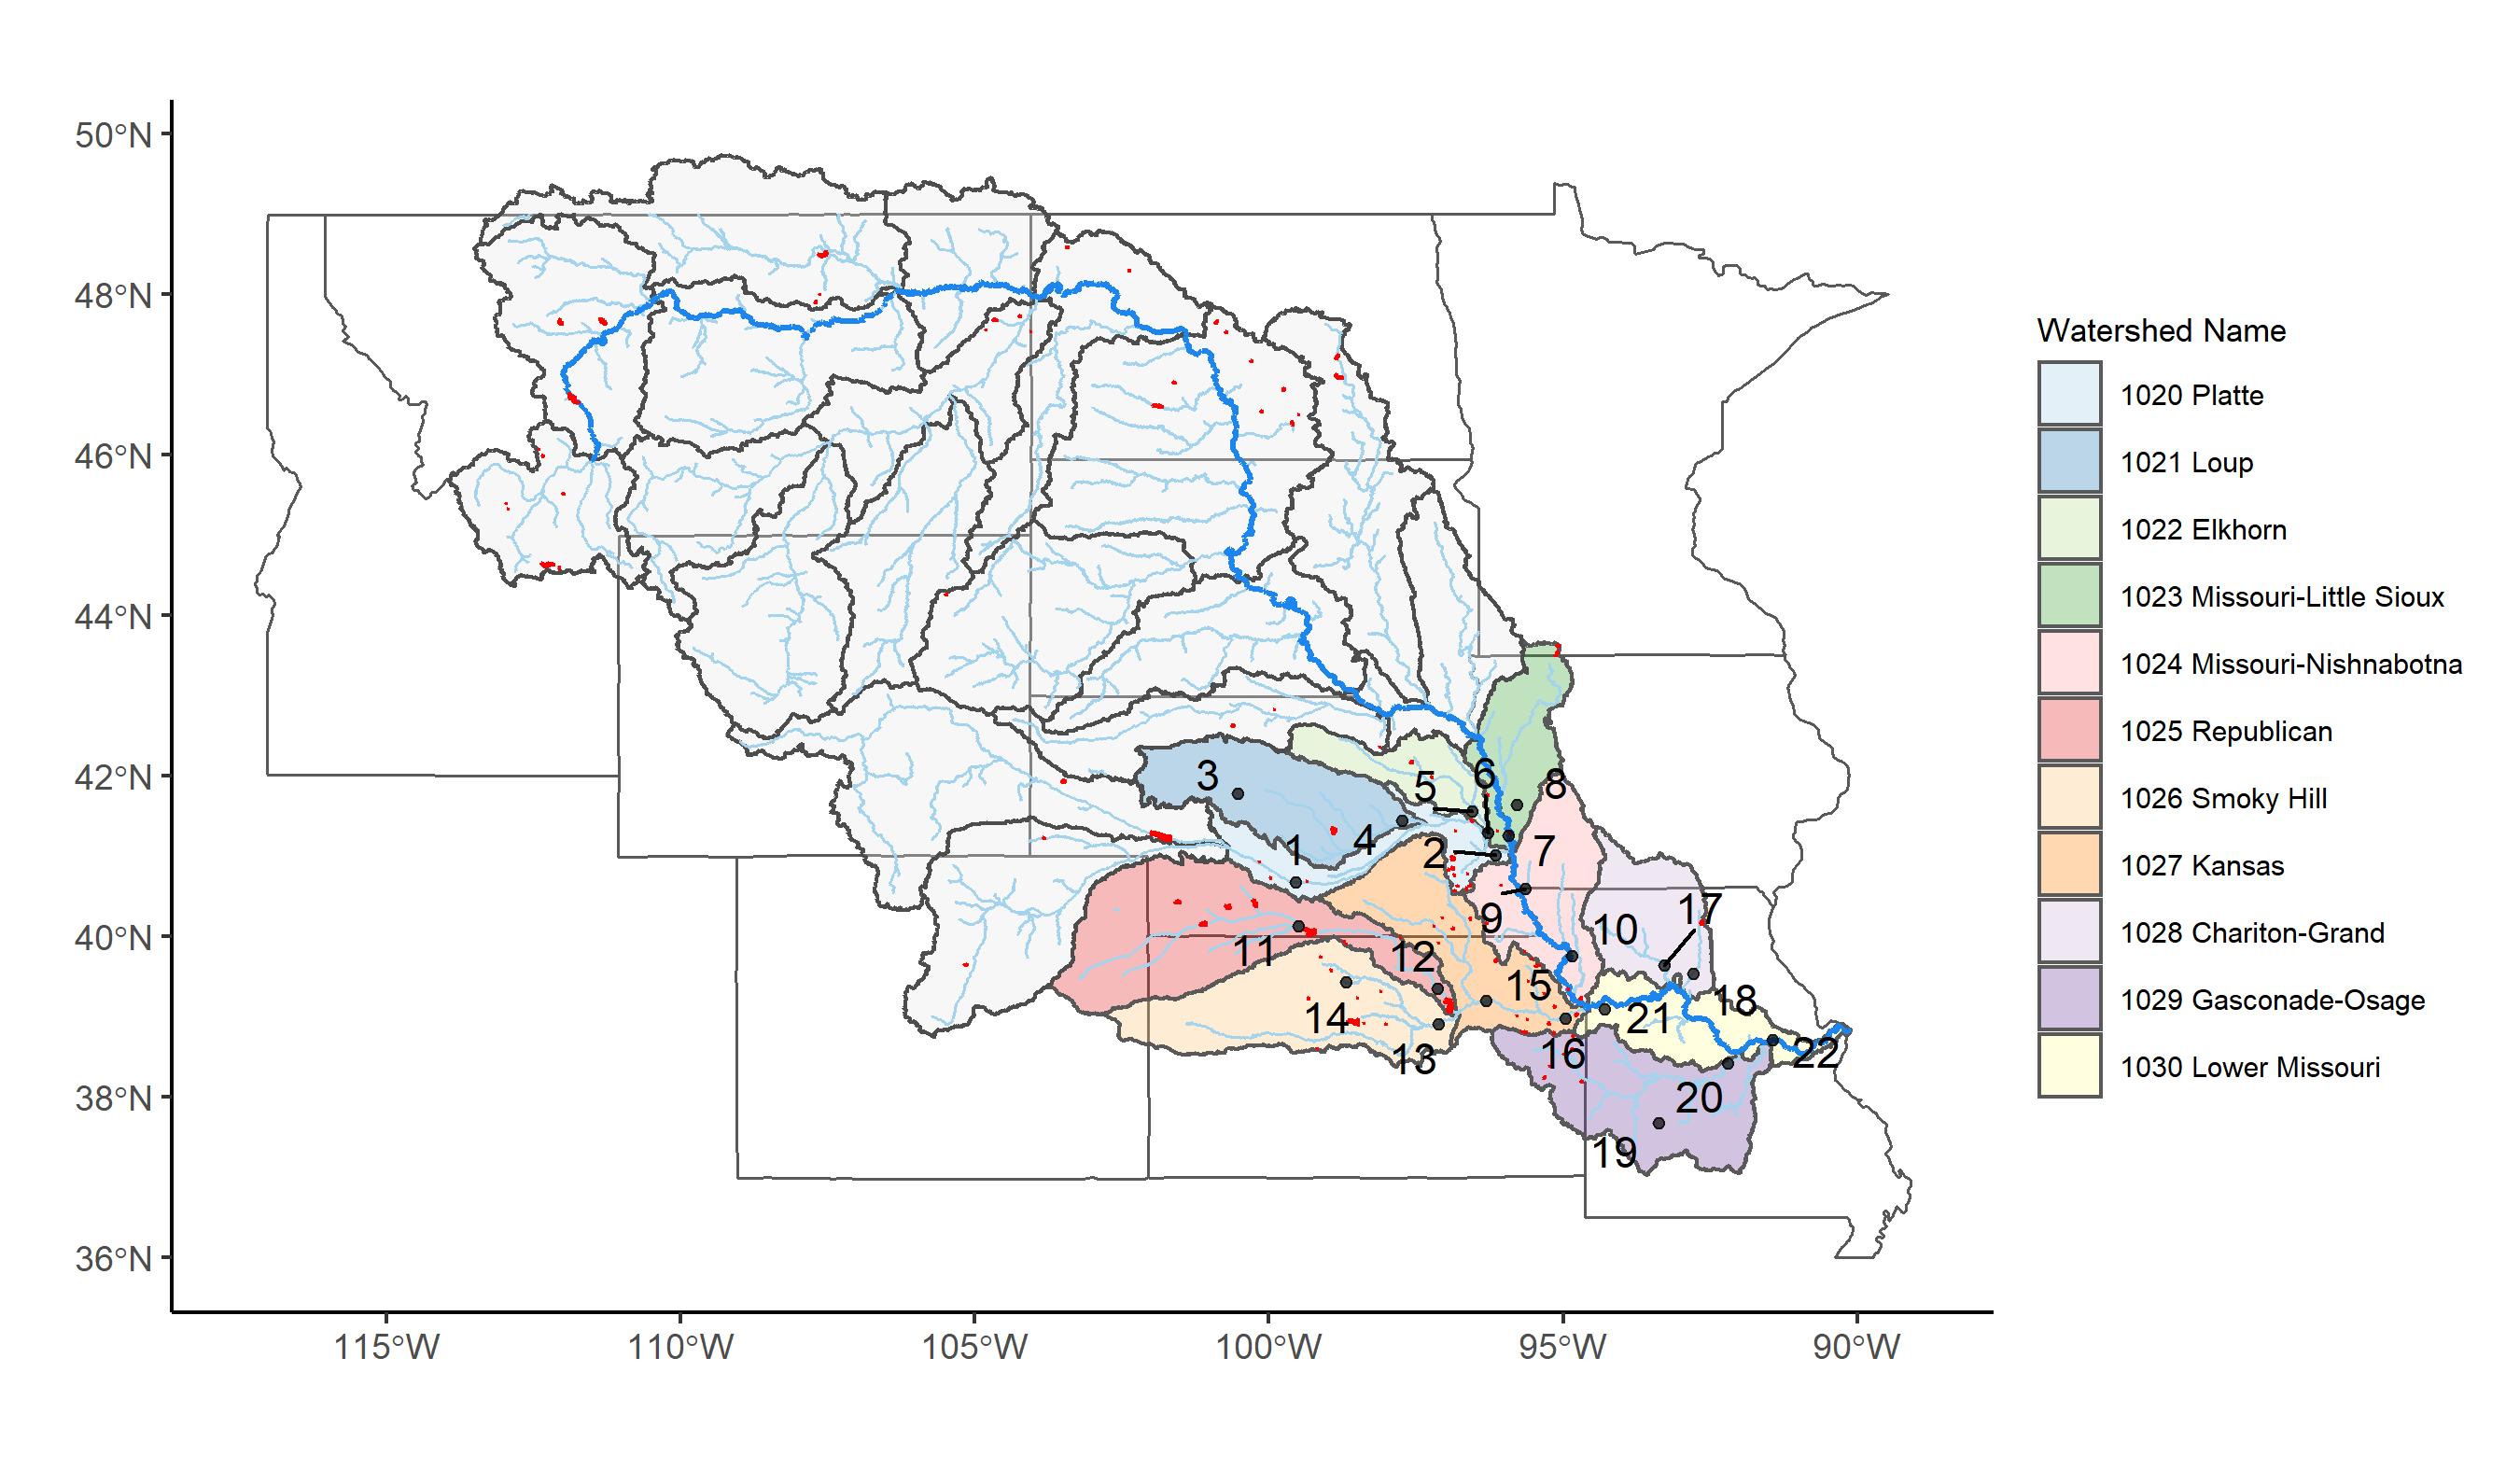 50°N
48°N
46°N
44°N
42°N
40°N
38°N
36°N
115°W
110°W
105°W
100°W
95°W
90°W
3
5
6
8
1
4
2
7
9
10
17
11
12
15
14
18
21
13
16
22
20
19
Watershed Name
1020 Platte
1021 Loup
1022 Elkhorn
1023 Missouri-Little Sioux
1024 Missouri-Nishnabotna
1025 Republican
1026 Smoky Hill
1027 Kansas
1028 Chariton-Grand
1029 Gasconade-Osage
1030 Lower Missouri